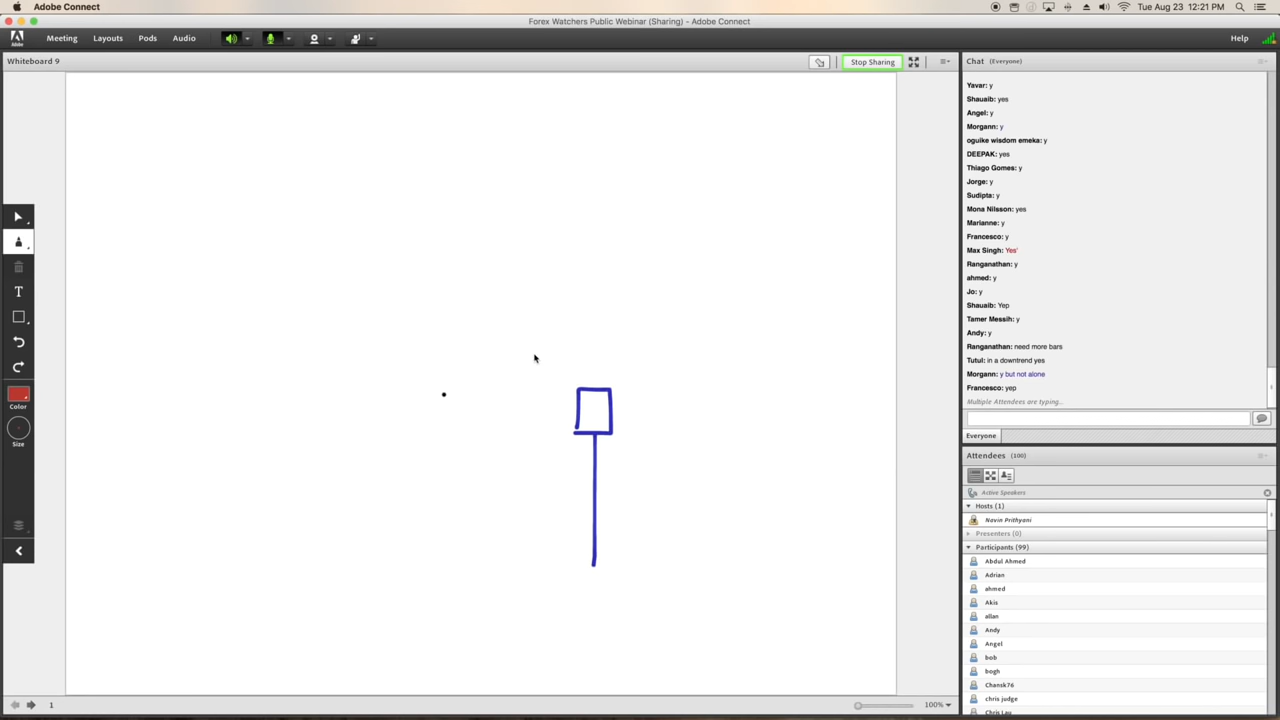 Adobe Connect
Tue Aug 23 12:21 PM
Forex Watchers Public Webinar (Sharing) - Adobe Connect
Adobe
Meeting
Layouts
Pods
Audio
Help
Whiteboard 9
Stop Sharing
T
Color
Size
1
100%
Chat (Everyone)
Yavar: y
Shauaib: yes
Angel: y
Morgann: y
oguike wisdom emeka: y
DEEPAK: yes
Thiago Gomes: y
Jorge: y
Sudipta: y
Mona Nilsson: yes
Marianne: y
Francesco: y
Max Singh: Yes'
Ranganathan: y
ahmed: y
Jo: y
Shauaib: Yep
Tamer Messih: y
Andy: y
Ranganathan: need more bars
Tutul: in a downtrend yes
Morgann: y but not alone
Francesco: yep
Multiple Attendees are typing...
Everyone
Attendees (100)
Active Speakers
Hosts (1)
Navin Prithyani
Presenters (0)
Participants (99)
Abdul Ahmed
Adrian
ahmed
Akis
allan
Andy
Angel
bob
bogh
Chansk76
chris judge
Chris Lau